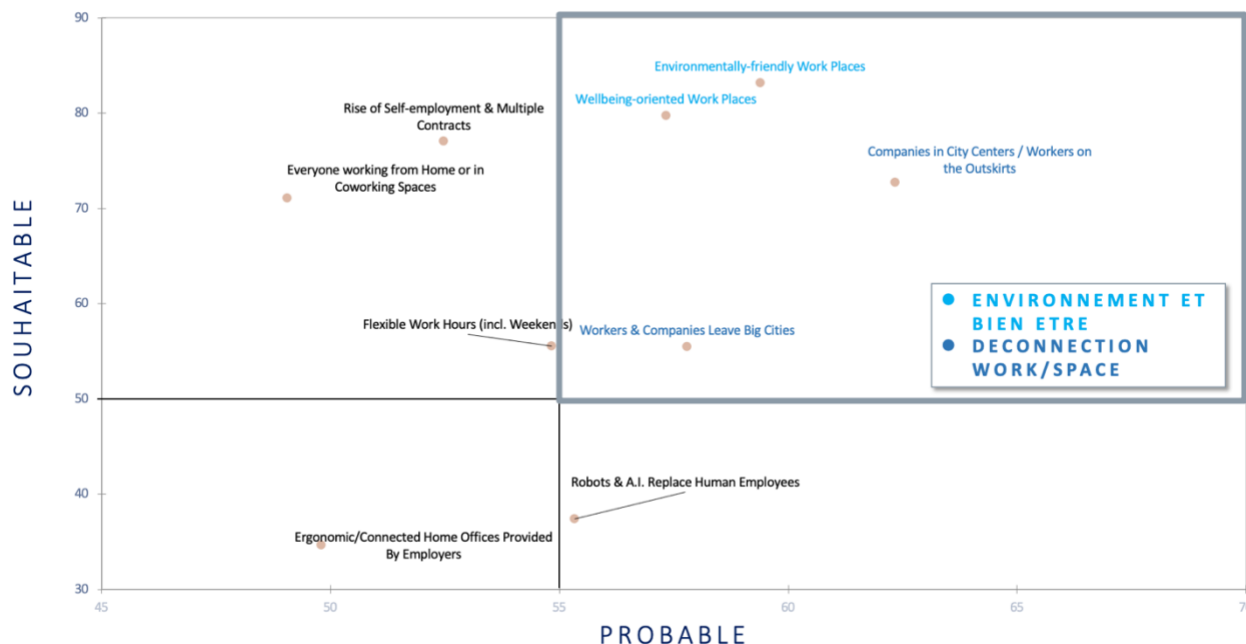 90
Environmentally-friendly Work Places
Wellbeing-oriented Work Places
80
Rise of Self-employment & Multiple
Contracts
Companies in City Centers / Workers on
the Outskirts
Everyone working from Home or in
Coworking Spaces
70
SOUHAITABLE
60
ENVIRONNEMENT ET
BIEN ETRE
DECONNECTION
WORK/SPACE
Flexible Work Hours (incl. Weekends)
Workers & Companies Leave Big Cities
50
Robots & A.I. Replace Human Employees
40
Ergonomic/Connected Home Offices Provided
By Employers
30
45
50
55
60
65
PROBABLE